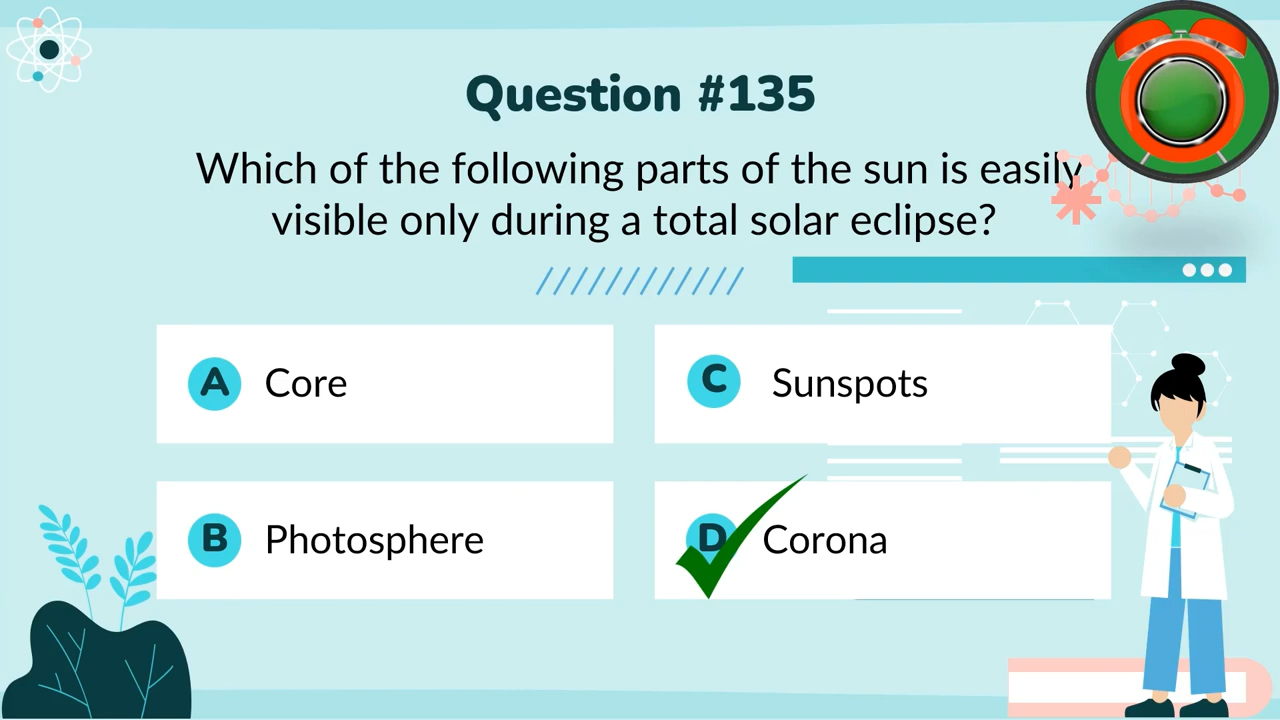 Question #135
Which of the following parts of the sun is easily
visible only during a total solar eclipse?
A Core
B Photosphere
C Sunspots
D Corona